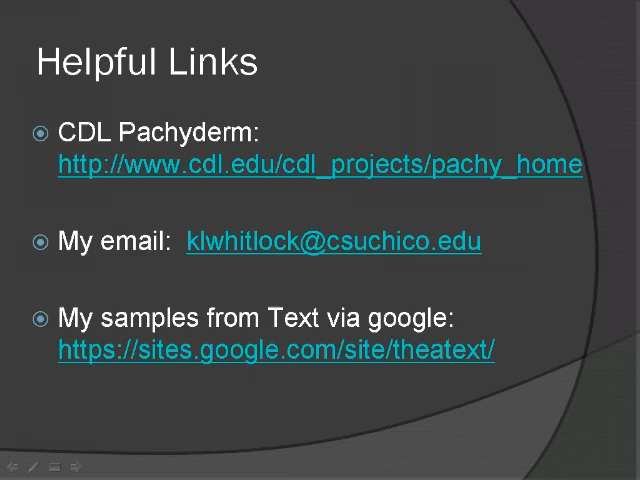 Helpful Links
CDL Pachyderm:
http://www.cdl.edu/cdl_projects/pachy_home
My email: klwhitlock@csuchico.edu
My samples from Text via google:
https://sites.google.com/site/theatext/